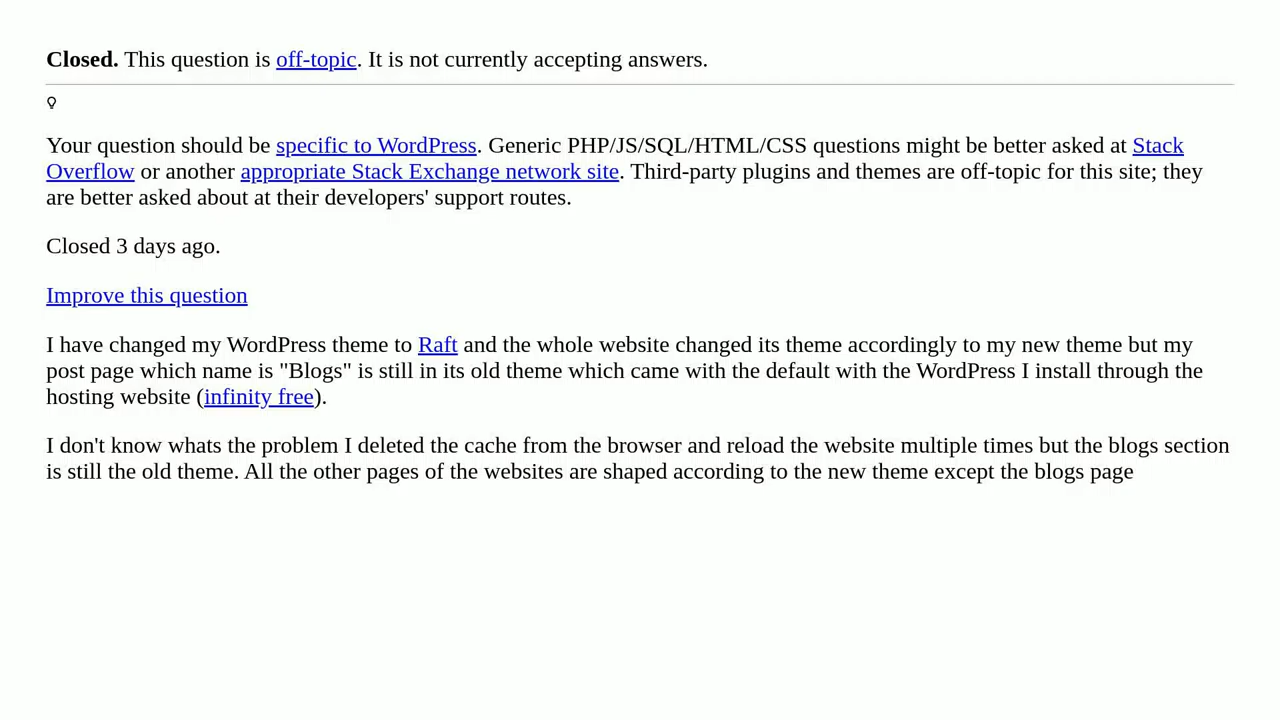 Closed. This question is off-topic. It is not currently accepting answers.
Your question should be specific to WordPress. Generic PHP/JS/SQL/HTML/CSS questions might be better asked at Stack
Overflow or another appropriate Stack Exchange network site. Third-party plugins and themes are off-topic for this site; they
are better asked about at their developers' support routes.
Closed 3 days ago.
Improve this question
I have changed my WordPress theme to Raft and the whole website changed its theme accordingly to my new theme but my
post page which name is "Blogs" is still in its old theme which came with the default with the WordPress I install through the
hosting website (infinity free).
I don't know whats the problem I deleted the cache from the browser and reload the website multiple times but the blogs section
is still the old theme. All the other pages of the websites are shaped according to the new theme except the blogs page